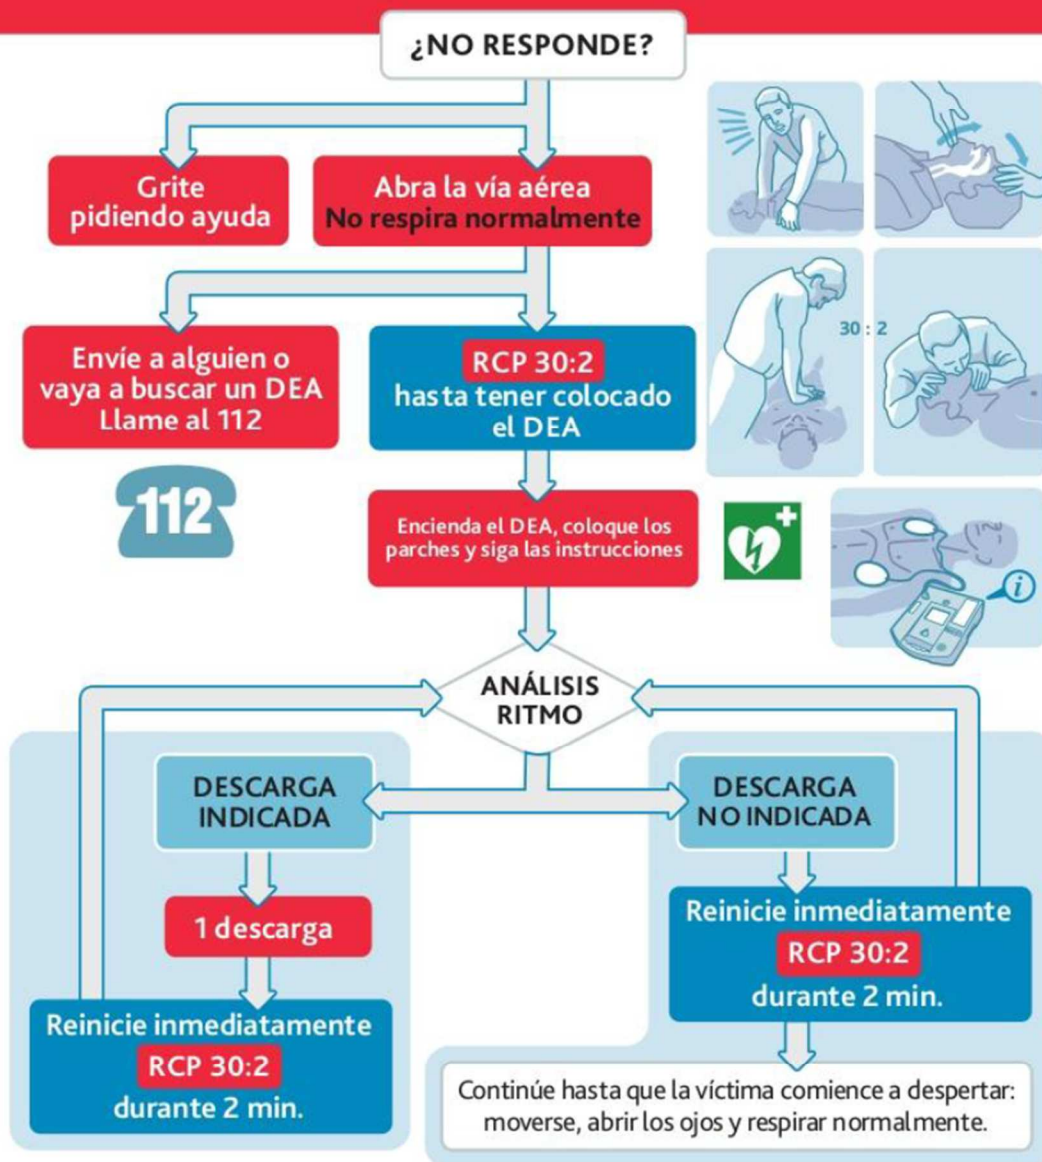 ¿NO RESPONDE?
Grite
pidiendo ayuda
Abra la vía aérea
No respira normalmente
Envíe a alguien o
vaya a buscar un DEA
Llame al 112
112
RCP 30:2
hasta tener colocado
el DEA
30 : 2
Encienda el DEA, coloque los
parches y siga las instrucciones
i
ANÁLISIS
RITMO
DESCARGA
INDICADA
1 descarga
Reinicie inmediatamente
RCP 30:2
durante 2 min.
DESCARGA
NO INDICADA
Reinicie inmediatamente
RCP 30:2
durante 2 min.
Continúe hasta que la víctima comience a despertar:
moverse, abrir los ojos y respirar normalmente.